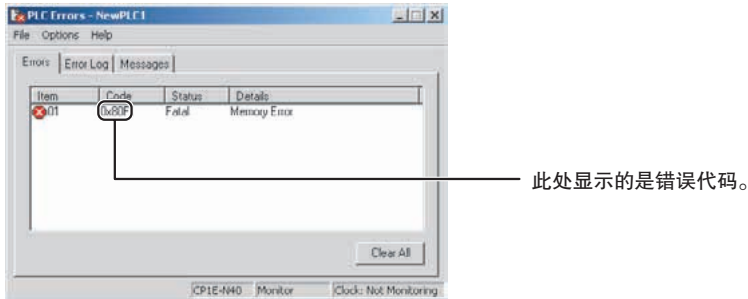 PLC Errors - NewPLC1
File Options Help
Errors Error Log Messages
Item Code Status Details
01 0x80F Fatal Memory Error
此处显示的是错误代码。
Clear All
CP1E-N40 Monitor Clock: Not Monitoring